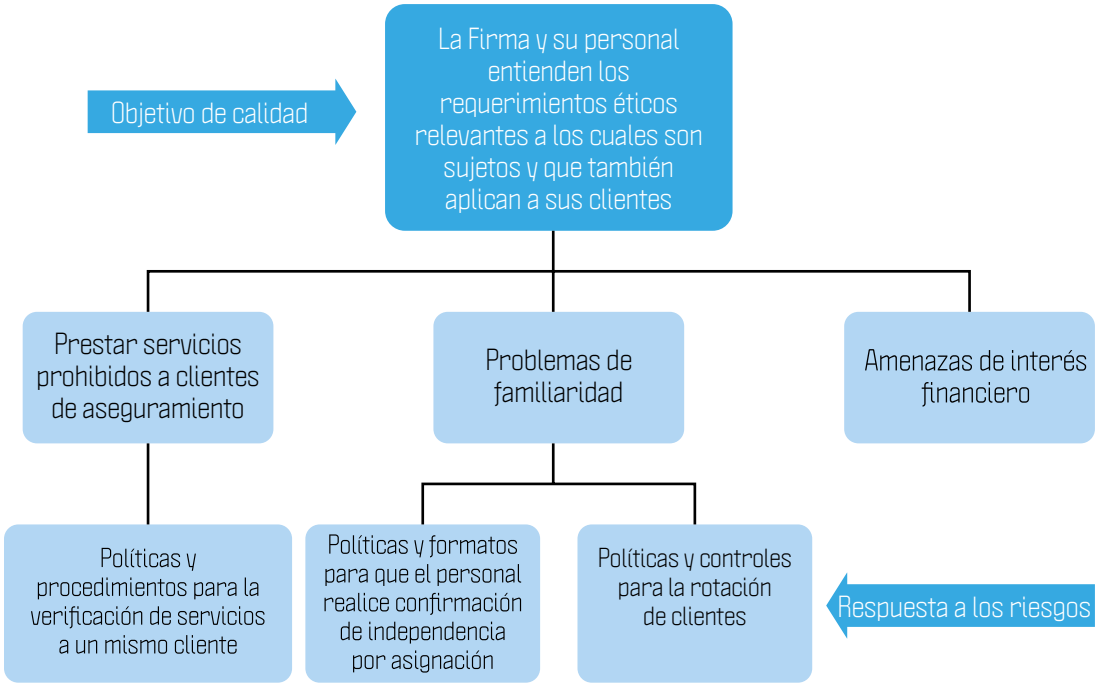 La Firma y su personal
entienden los
requerimientos éticos
relevantes a los cuales son
sujetos y que también
aplican a sus clientes
Objetivo de calidad
Prestar servicios
prohibidos a clientes
de aseguramiento
Problemas de
familiaridad
Amenazas de interés
financiero
Políticas y
procedimientos para la
verificación de servicios
a un mismo cliente
Políticas y formatos
para que el personal
realice confirmación
de independencia
por asignación
Políticas y controles
para la rotación
de clientes
Respuesta a los riesgos